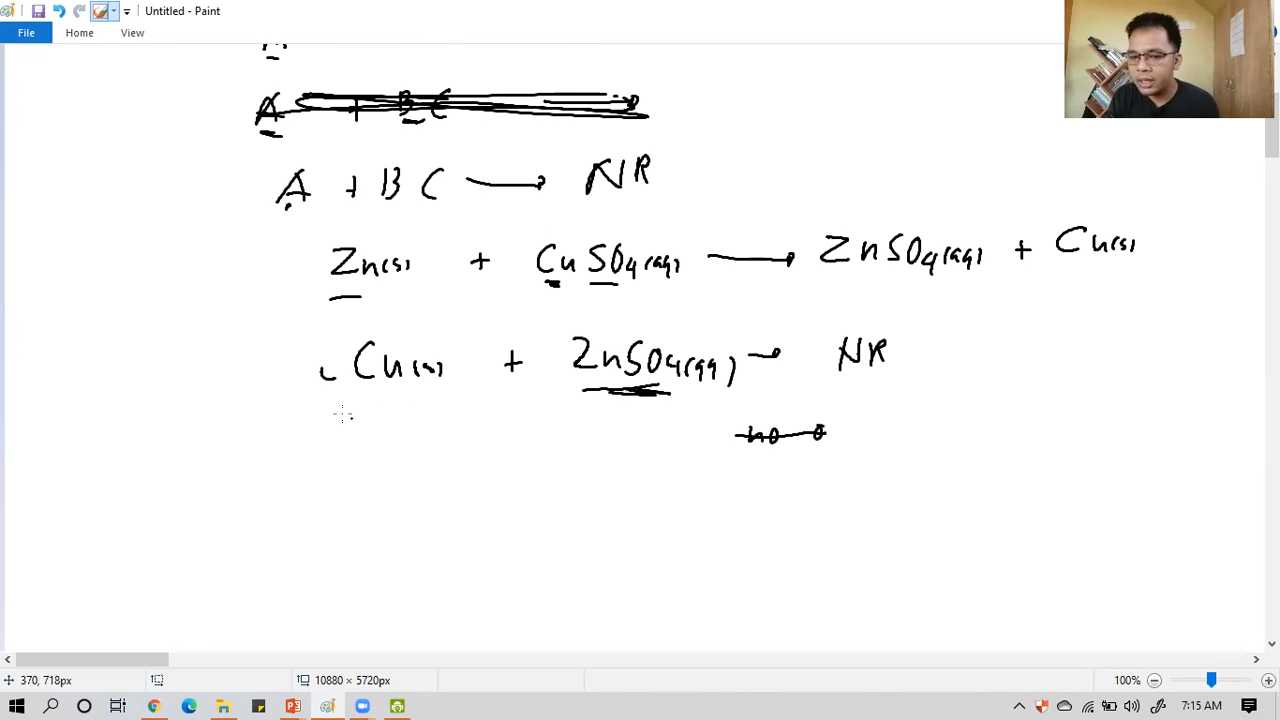 Untitled - Paint
File Home View
A + BC
A + BC → NR
Zn(s) + CuSO4(aq) → ZnSO4(aq) + Cu(s)
Cu(s) + ZnSO4(aq) → NR
370, 718px 10880 × 5720px 100%
7:15 AM